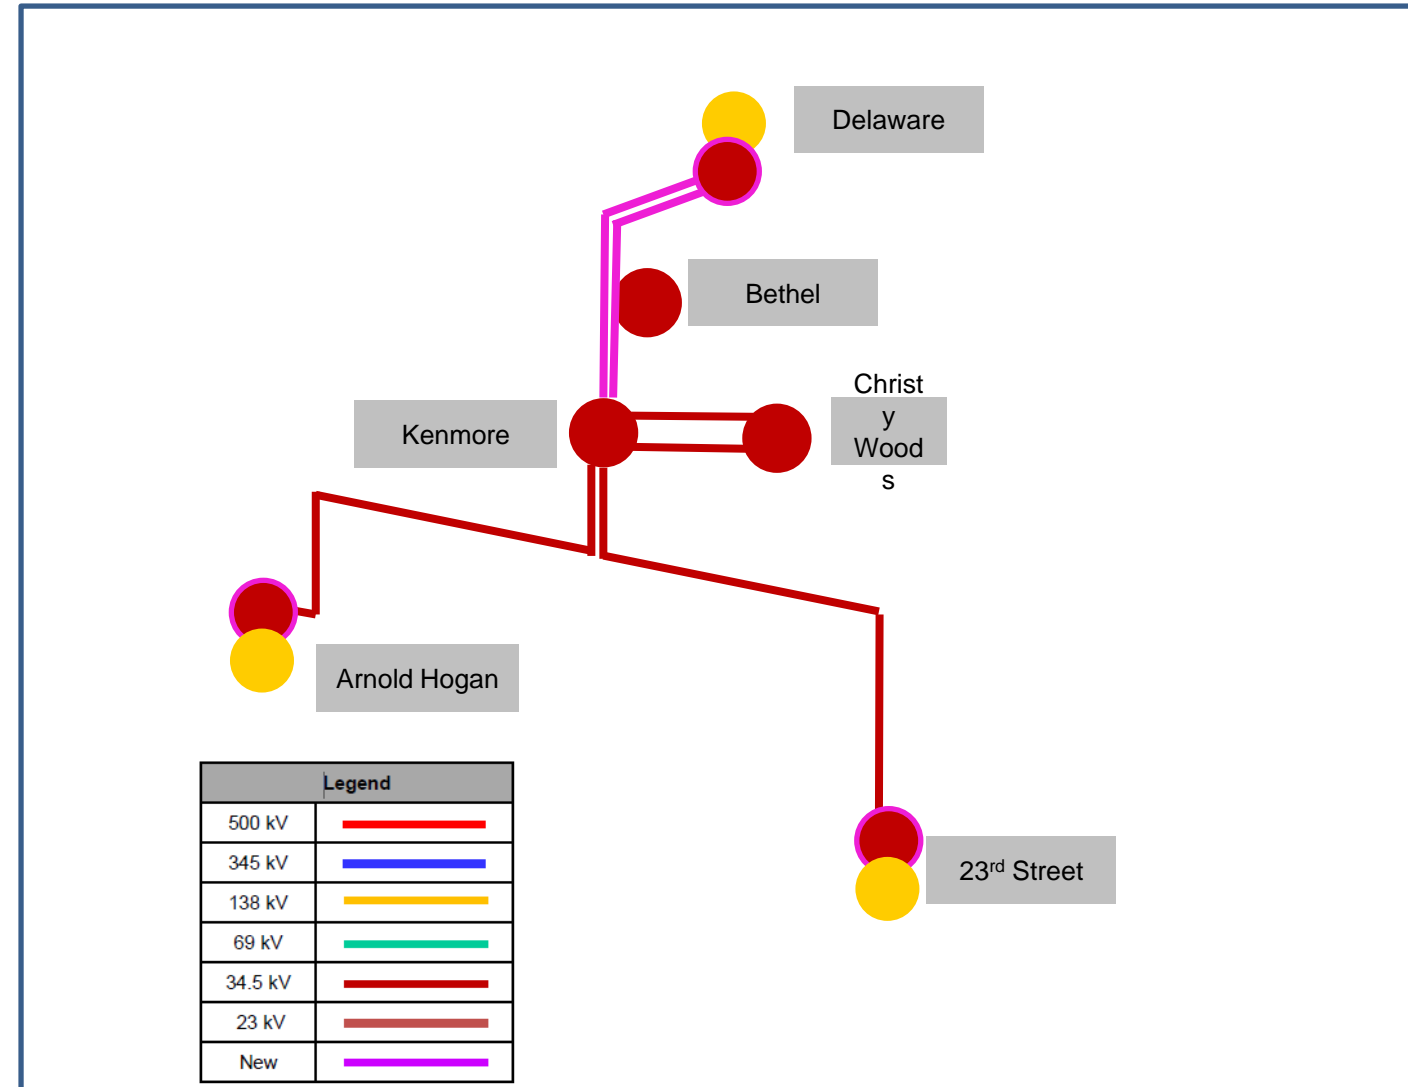 Delaware
Bethel
Christ
y
Wood
s
Kenmore
Arnold Hogan
23rd Street
Legend
500 kV
345 kV
138 kV
69 kV
34.5 kV
23 kV
New